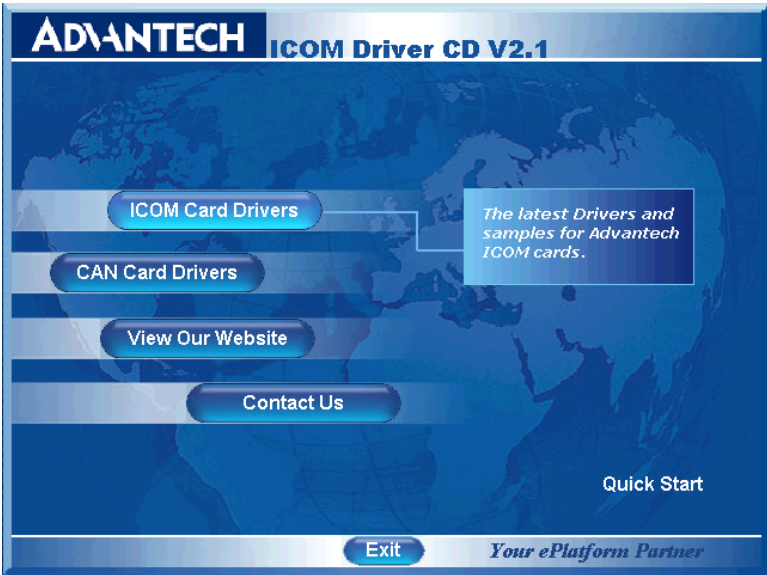 ADVANTECH
ICOM Driver CD V2.1
ICOM Card Drivers
The latest Drivers and
samples for Advantech
ICOM cards.
CAN Card Drivers
View Our Website
Contact Us
Quick Start
Exit
Your ePlatform Partner